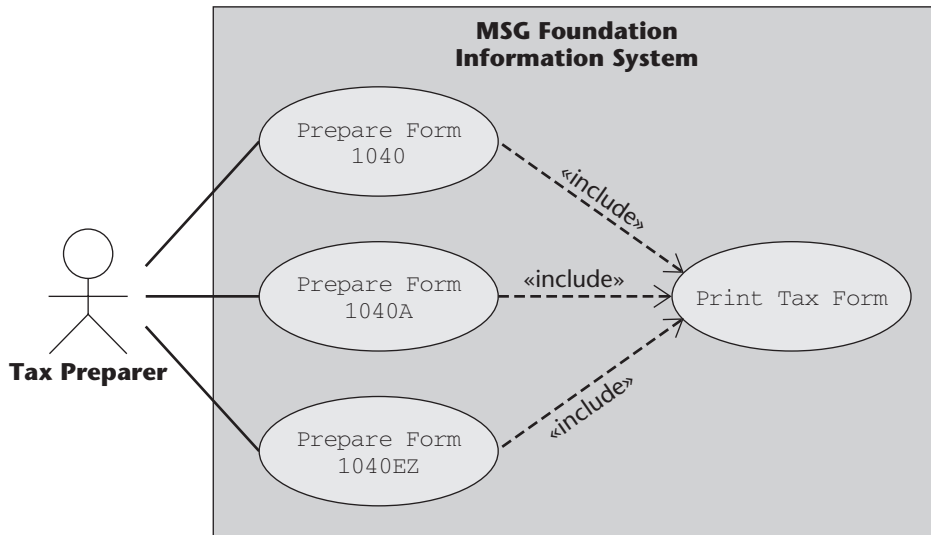 MSG Foundation
Information System
Prepare Form
1040
«include»
Prepare Form
1040A
«include»
Print Tax Form
Tax Preparer
Prepare Form
1040EZ
«include»